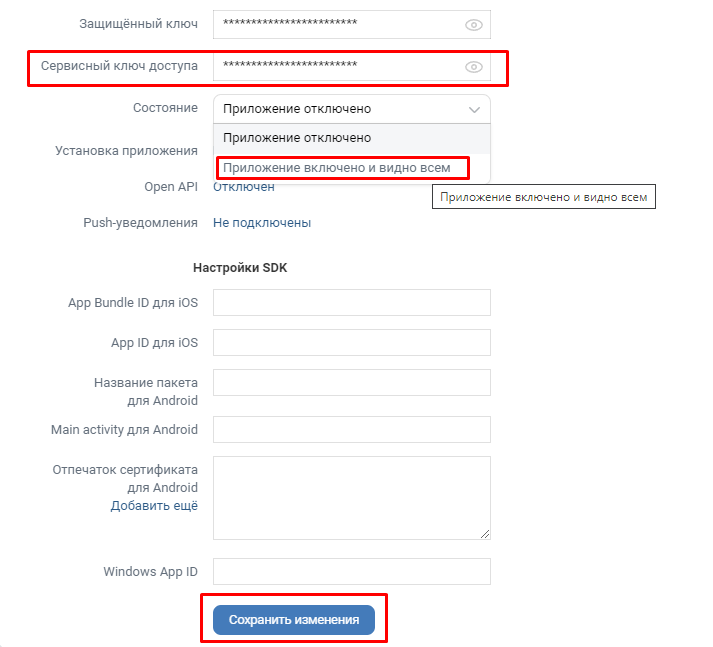 Защищённый ключ
************************
Сервисный ключ доступа
************************
Состояние
Приложение отключено
Приложение отключено
Установка приложения
Приложение включено и видно всем
Open API
Отключен
Приложение включено и видно всем
Push-уведомления
Не подключены
Настройки SDK
App Bundle ID для iOS
App ID для iOS
Название пакета
для Android
Main activity для Android
Отпечаток сертификата
для Android
Добавить ещё
Windows App ID
Сохранить изменения